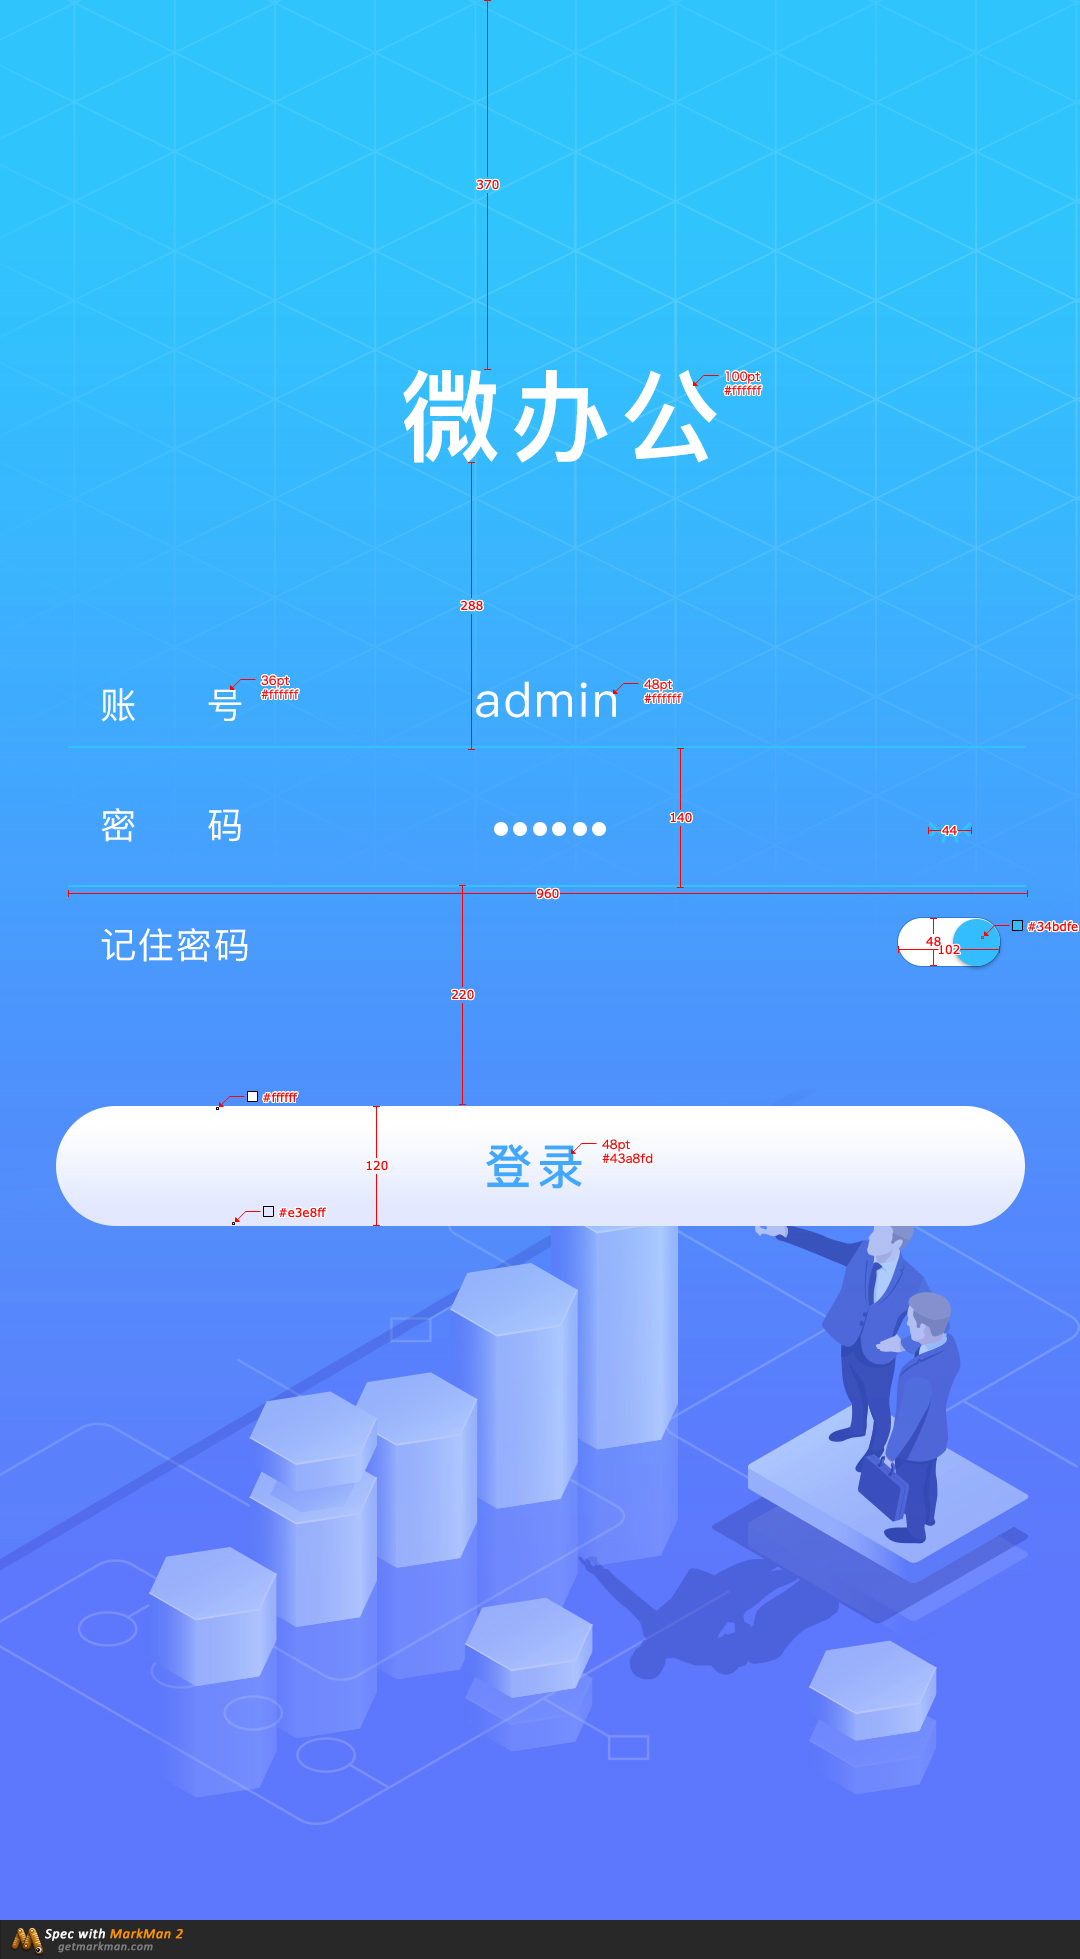 370
微办公
100pt
#ffffff
288
账 号
36pt
#ffffff
admin
48pt
#ffffff
密 码
140
44
960
记住密码
48
102
#34bdfe
220
#ffffff
120
登录
48pt
#43a8fd
#e3e8ff
Spec with MarkMan 2
getmarkman.com